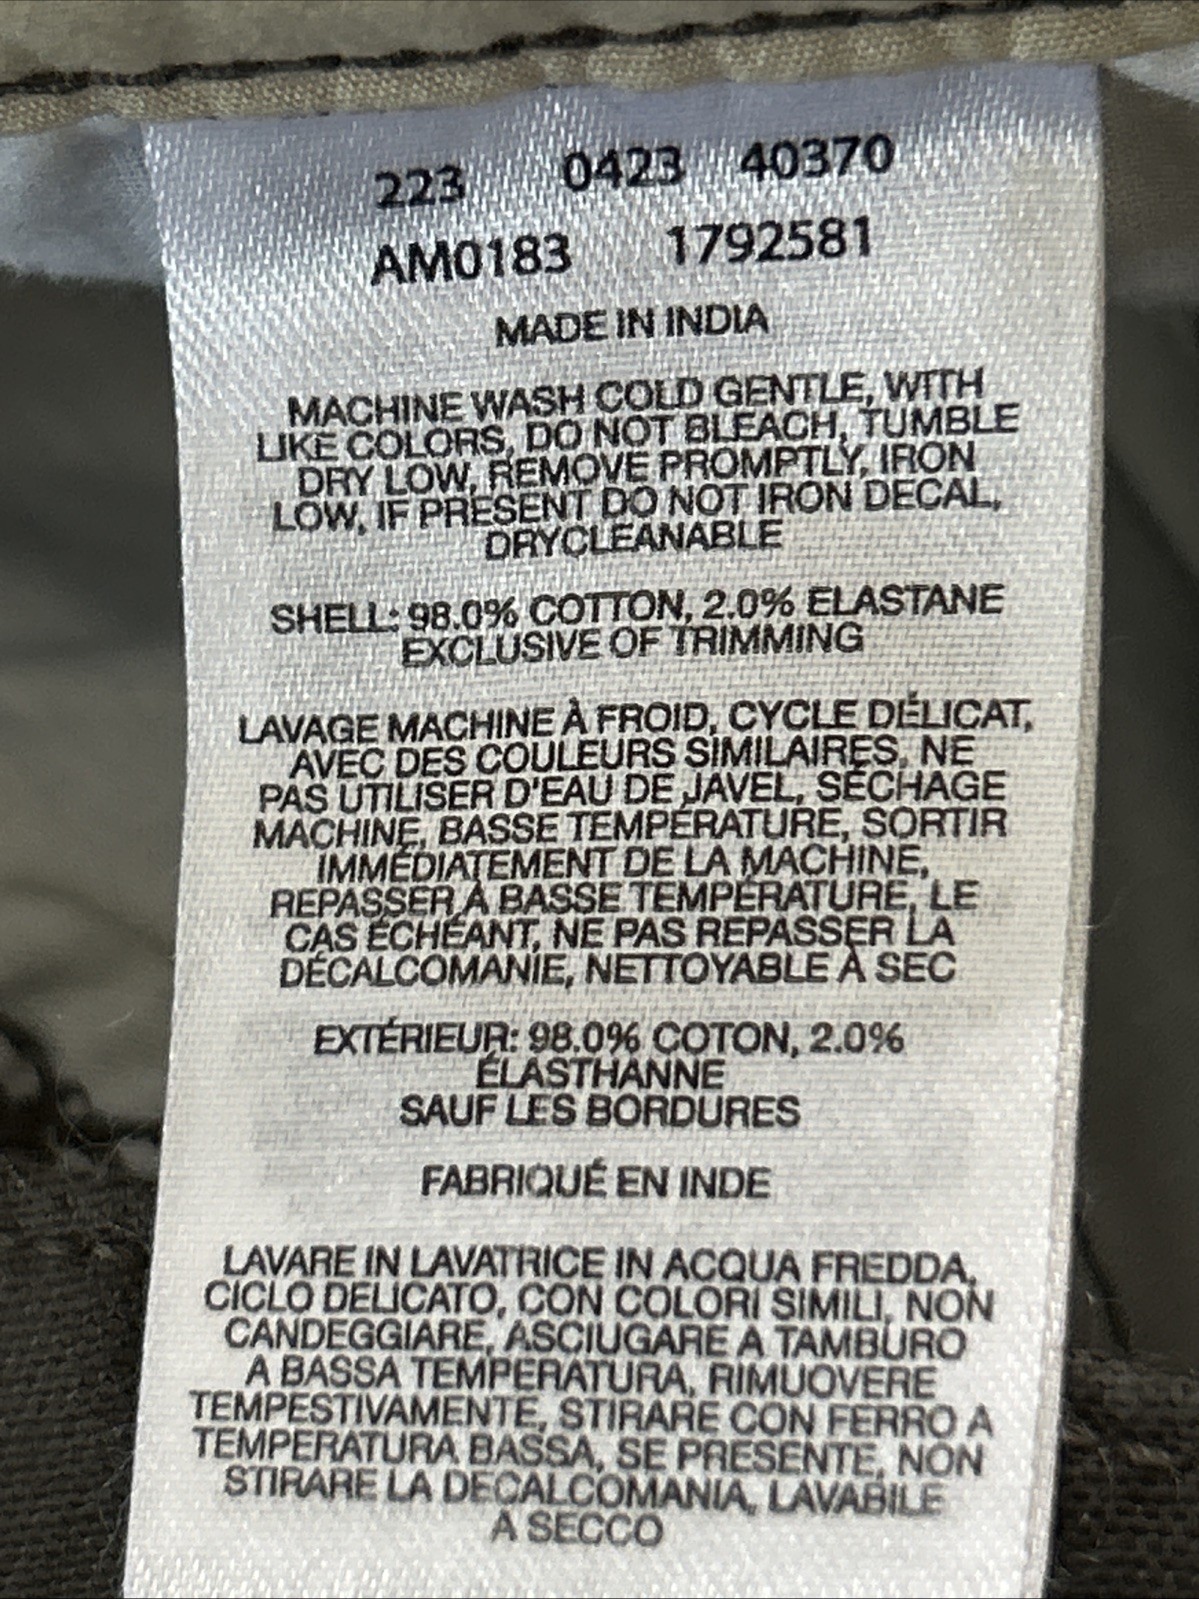 223 0423 40370
AM0183 1792581
MADE IN INDIA
MACHINE WASH COLD GENTLE, WITH
LIKE COLORS, DO NOT BLEACH, TUMBLE
DRY LOW, REMOVE PROMPTLY, IRON
LOW, IF PRESENT DO NOT IRON DECAL,
DRYCLEANABLE
SHELL: 98.0% COTTON, 2.0% ELASTANE
EXCLUSIVE OF TRIMMING
LAVAGE MACHINE À FROID, CYCLE DÉLICAT,
AVEC DES COULEURS SIMILAIRES, NE
PAS UTILISER D'EAU DE JAVEL, SÉCHAGE
MACHINE, BASSE TEMPÉRATURE, SORTIR
IMMÉDIATEMENT DE LA MACHINE,
REPASSER À BASSE TEMPÉRATURE, LE
CAS ÉCHÉANT, NE PAS REPASSER LA
DÉCALCOMANIE, NETTOYABLE À SEC
EXTÉRIEUR: 98.0% COTON, 2.0%
ÉLASTHANNE
SAUF LES BORDURES
FABRIQUÉ EN INDE
LAVARE IN LAVATRICE IN ACQUA FREDDA,
CICLO DELICATO, CON COLORI SIMILI, NON
CANDEGGIARE, ASCIUGARE A TAMBURO
A BASSA TEMPERATURA, RIMUOVERE
TEMPESTIVAMENTE, STIRARE CON FERRO A
TEMPERATURA BASSA, SE PRESENTE, NON
STIRARE LA DECALCOMANIA, LAVABILE
A SECCO